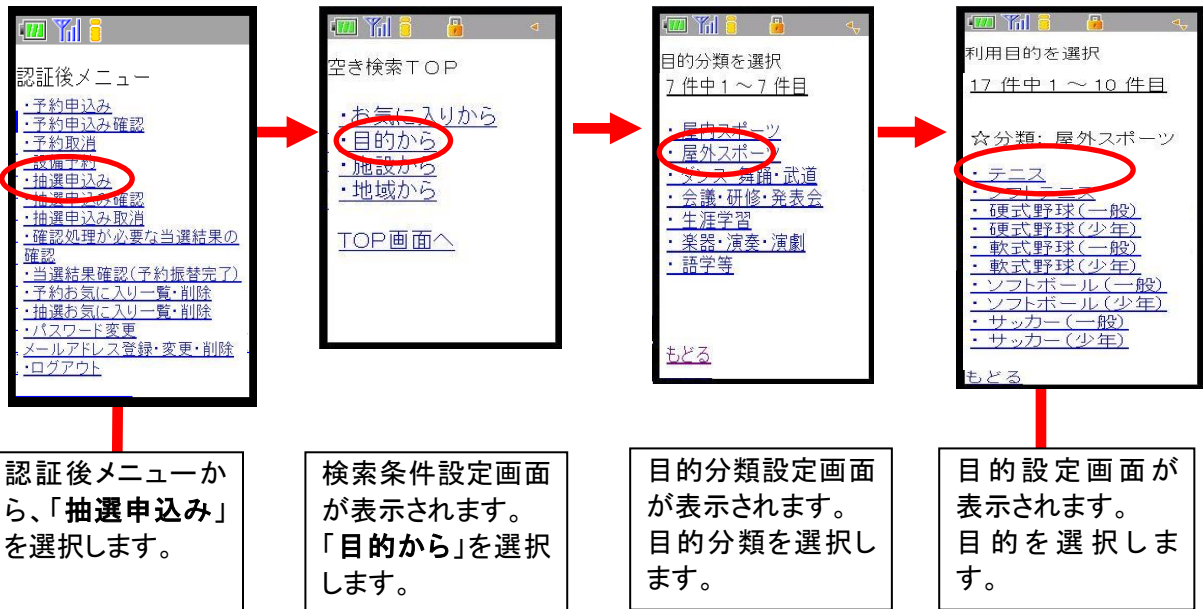 認証後メニュー
・予約申込み
・予約申込み確認
・予約取消
・設備予約
・抽選申込み
・抽選申込み確認
・抽選申込み取消
・確認処理が必要な当選結果の
確認
・当選結果確認(予約振替完了)
・予約お気に入り一覧・削除
・抽選お気に入り一覧・削除
・パスワード変更
メールアドレス登録・変更・削除
・ログアウト
空き検索TOP
・お気に入りから
・目的から
・施設から
・地域から
TOP画面へ
目的分類を選択
7件中1~7件目
・屋内スポーツ
・屋外スポーツ
・ダンス・舞踊・武道
・会議・研修・発表会
・生涯学習
・楽器・演奏・演劇
・語学等
もどる
利用目的を選択
17件中1~10件目
☆分類:屋外スポーツ
・テニス
・ソフトテニス
・硬式野球(一般)
・硬式野球(少年)
・軟式野球(一般)
・軟式野球(少年)
・ソフトボール(一般)
・ソフトボール(少年)
・サッカー(一般)
・サッカー(少年)
もどる
認証後メニューか
ら、「抽選申込み」
を選択します。
検索条件設定画面
が表示されます。
「目的から」を選択
します。
目的分類設定画面
が表示されます。
目的分類を選択し
ます。
目的設定画面が
表示されます。
目的を選択しま
す。